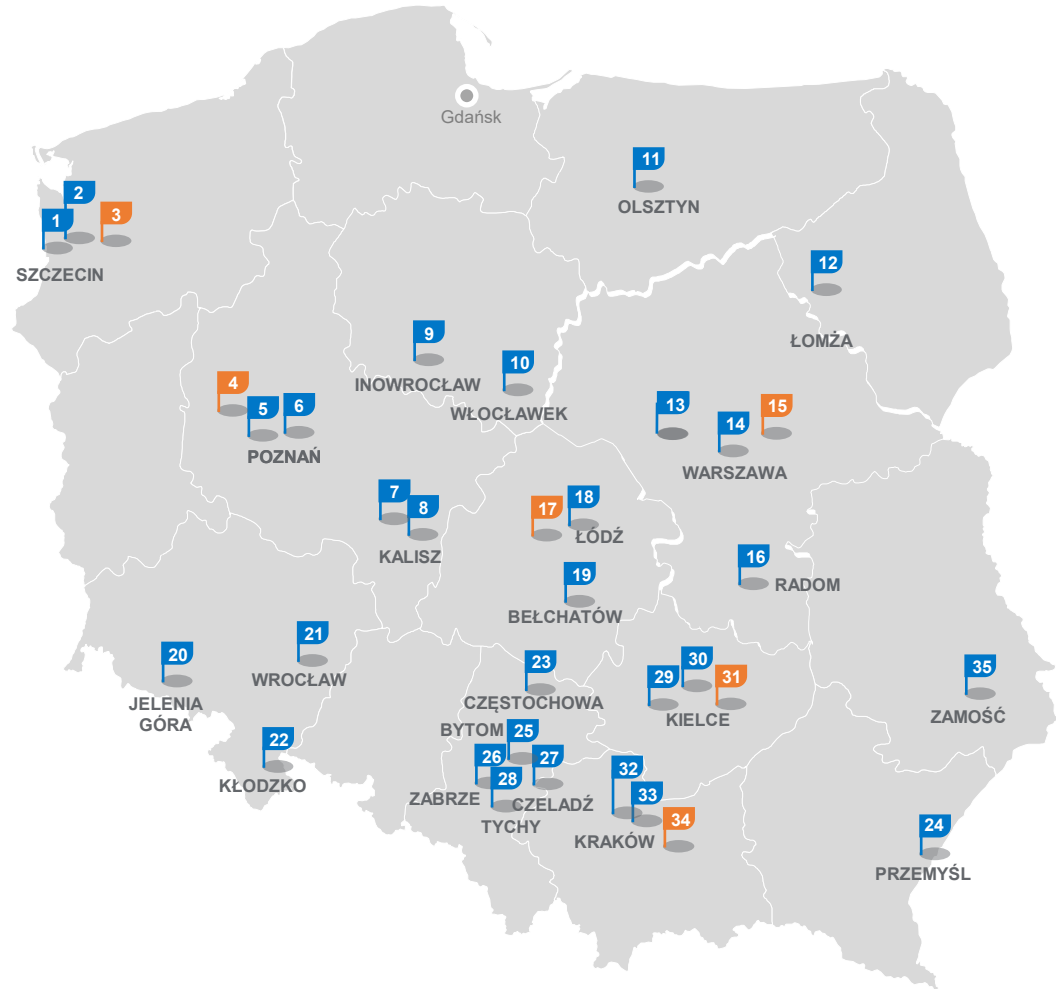 Gdańsk
11
OLSZTYN
2
1
3
SZCZECIN
12
ŁOMŻA
9
INOWROCŁAW
10
WŁOCŁAWEK
4
5
6
POZNAŃ
13
14
15
WARSZAWA
7
8
KALISZ
17
18
ŁÓDŹ
16
RADOM
19
BEŁCHATÓW
20
JELENIA
GÓRA
21
WROCŁAW
23
CZĘSTOCHOWA
29
30
31
KIELCE
35
ZAMOŚĆ
22
KŁODZKO
BYTOM
25
26
ZABRZE
27
CZELADŹ
28
TYCHY
32
33
34
KRAKÓW
24
PRZEMYŚL